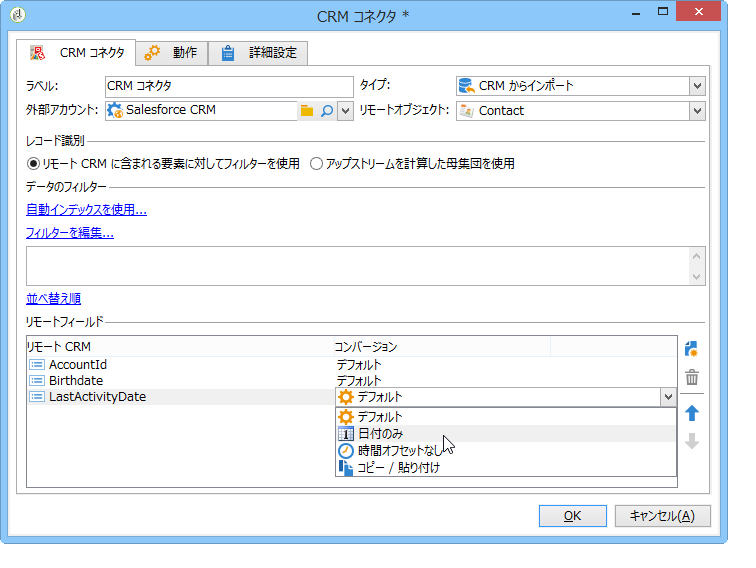 CRM コネクタ *
CRM コネクタ 動作 詳細設定
ラベル: CRM コネクタ タイプ: CRM からインポート
外部アカウント: Salesforce CRM リモートオブジェクト: Contact
レコード識別
リモート CRM に含まれる要素に対してフィルターを使用 アップストリームを計算した母集団を使用
データのフィルター
自動インデックスを使用...
フィルターを編集...
並べ替え順
リモートフィールド
リモート CRM コンバージョン
AccountId デフォルト
Birthdate デフォルト
LastActivityDate デフォルト
デフォルト
日付のみ
時間オフセットなし
コピー / 貼り付け
OK キャンセル(A)